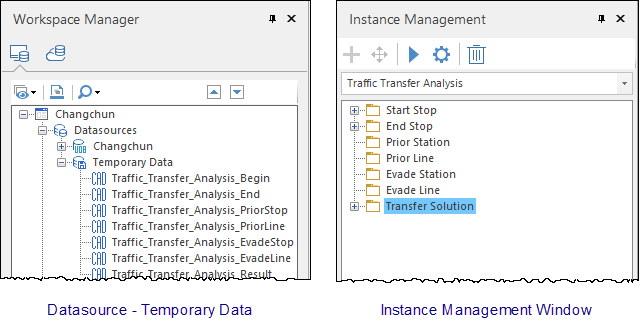 Workspace Manager
Changchun
Datasources
Changchun
Temporary Data
Traffic_Transfer_Analysis_Begin
Traffic_Transfer_Analysis_End
Traffic_Transfer_Analysis_PriorStop
Traffic_Transfer_Analysis_PriorLine
Traffic_Transfer_Analysis_EvadeStop
Traffic_Transfer_Analysis_EvadeLine
Traffic_Transfer_Analysis_Result
Datasource - Temporary Data
Instance Management
Traffic Transfer Analysis
Start Stop
End Stop
Prior Station
Prior Line
Evade Station
Evade Line
Transfer Solution
Instance Management Window